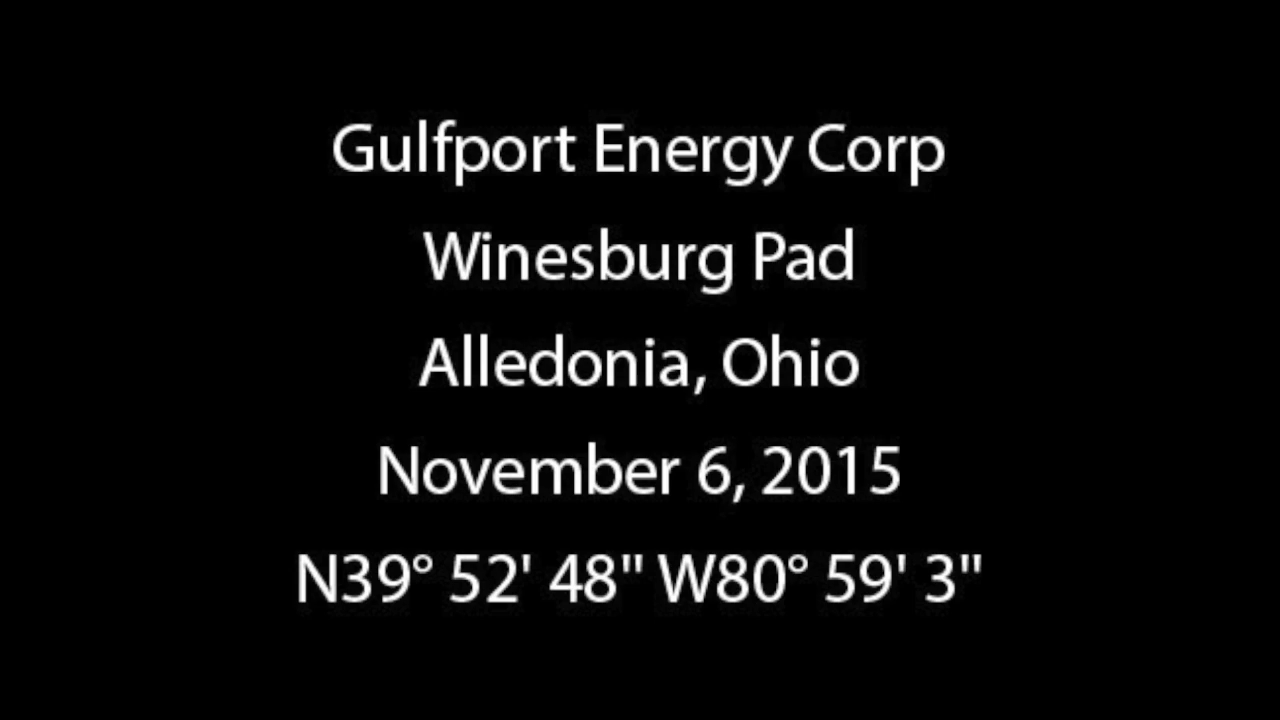 Gulfport Energy Corp
Winesburg Pad
Alledonia, Ohio
November 6, 2015
N39° 52' 48" W80° 59' 3"